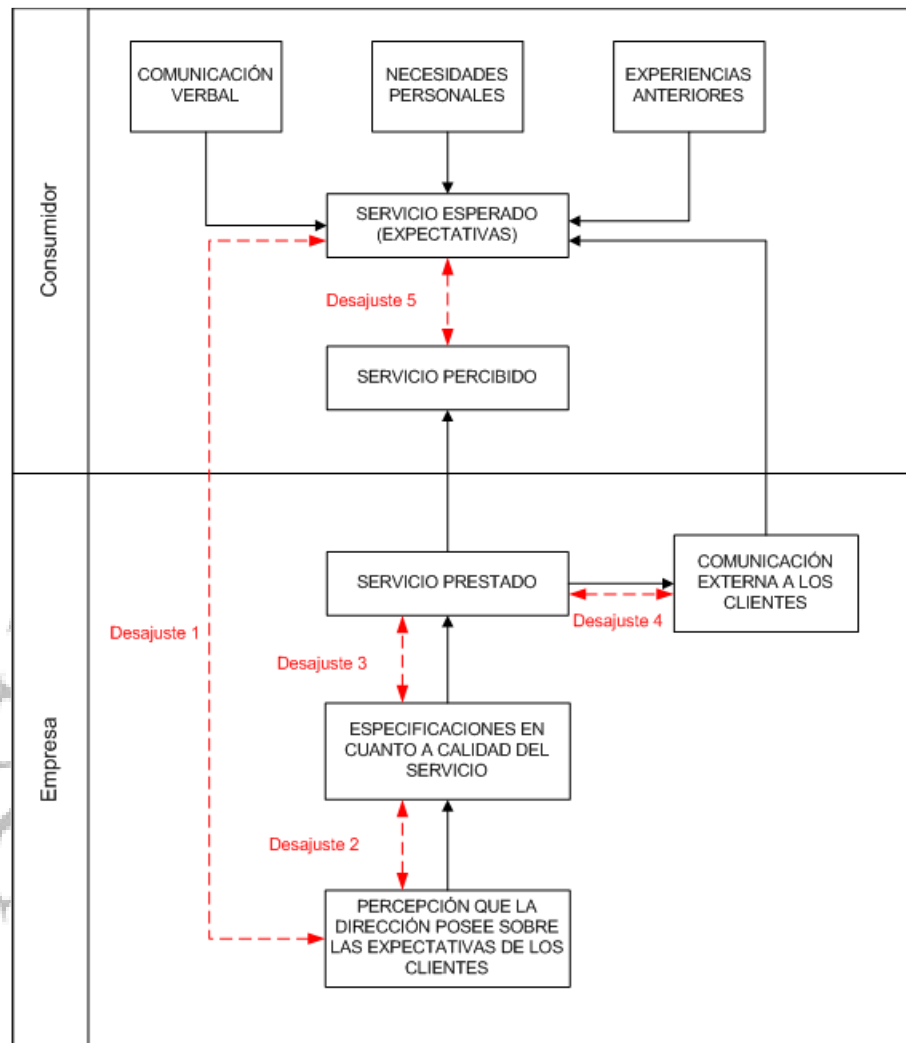 COMUNICACIÓN
VERBAL
NECESIDADES
PERSONALES
EXPERIENCIAS
ANTERIORES
Consumidor
SERVICIO ESPERADO
(EXPECTATIVAS)
Desajuste 5
SERVICIO PERCIBIDO
Empresa
SERVICIO PRESTADO
COMUNICACIÓN
EXTERNA A LOS
CLIENTES
Desajuste 4
Desajuste 1
Desajuste 3
ESPECIFICACIONES EN
CUANTO A CALIDAD DEL
SERVICIO
Desajuste 2
PERCEPCIÓN QUE LA
DIRECCIÓN POSEE SOBRE
LAS EXPECTATIVAS DE LOS
CLIENTES